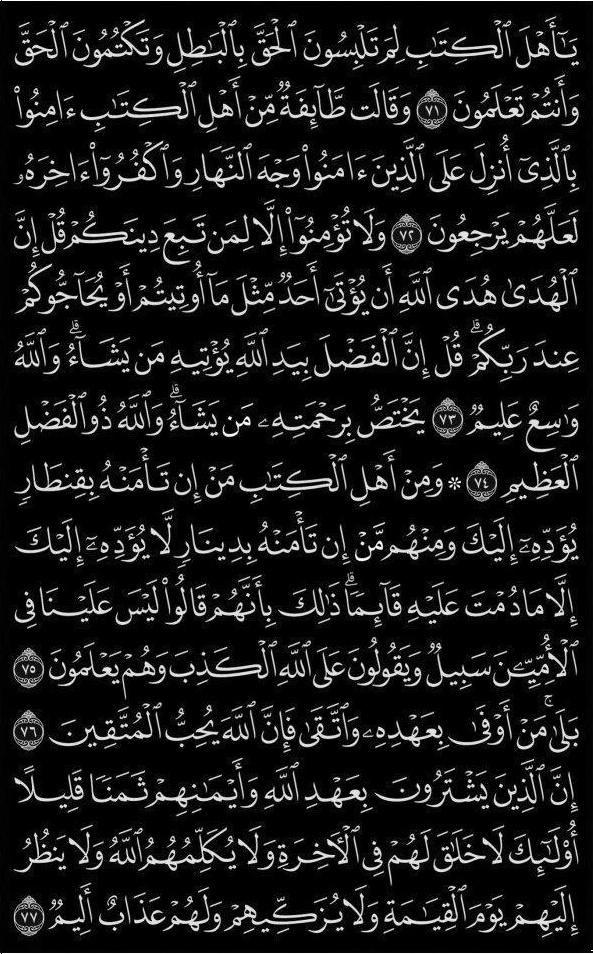 يَـٰٓأَهْلَ ٱلْكِتَـٰبِ لِمَ تَلْبِسُونَ ٱلْحَقَّ بِٱلْبَـٰطِلِ وَتَكْتُمُونَ ٱلْحَقَّ
وَأَنتُمْ تَعْلَمُونَ ٧١ وَقَالَت طَّآئِفَةٌ مِّنْ أَهْلِ ٱلْكِتَـٰبِ ءَامِنُوا۟
بِٱلَّذِىٓ أُنزِلَ عَلَى ٱلَّذِينَ ءَامَنُوا۟ وَجْهَ ٱلنَّهَارِ وَٱكْفُرُوٓا۟ ءَاخِرَهُۥ
لَعَلَّهُمْ يَرْجِعُونَ ٧٢ وَلَا تُؤْمِنُوٓا۟ إِلَّا لِمَن تَبِعَ دِينَكُمْ قُلْ إِنَّ
ٱلْهُدَىٰ هُدَى ٱللَّهِ أَن يُؤْتَىٰٓ أَحَدٌ مِّثْلَ مَآ أُوتِيتُمْ أَوْ يُحَآجُّوكُمْ
عِندَ رَبِّكُمْ ۗ قُلْ إِنَّ ٱلْفَضْلَ بِيَدِ ٱللَّهِ يُؤْتِيهِ مَن يَشَآءُ ۗ وَٱللَّهُ
وَٰسِعٌ عَلِيمٌ ٧٣ يَخْتَصُّ بِرَحْمَتِهِۦ مَن يَشَآءُ ۗ وَٱللَّهُ ذُو ٱلْفَضْلِ
ٱلْعَظِيمِ ٧٤ * وَمِنْ أَهْلِ ٱلْكِتَـٰبِ مَنْ إِن تَأْمَنْهُ بِقِنطَارٍ
يُؤَدِّهِۦٓ إِلَيْكَ وَمِنْهُم مَّنْ إِن تَأْمَنْهُ بِدِينَارٍ لَّا يُؤَدِّهِۦٓ إِلَيْكَ
إِلَّا مَا دُمْتَ عَلَيْهِ قَآئِمًا ۗ ذَٰلِكَ بِأَنَّهُمْ قَالُوا۟ لَيْسَ عَلَيْنَا فِى
ٱلْأُمِّيِّـۧنَ سَبِيلٌ وَيَقُولُونَ عَلَى ٱللَّهِ ٱلْكَذِبَ وَهُمْ يَعْلَمُونَ ٧٥
بَلَىٰ ۚ مَنْ أَوْفَىٰ بِعَهْدِهِۦ وَٱتَّقَىٰ فَإِنَّ ٱللَّهَ يُحِبُّ ٱلْمُتَّقِينَ ٧٦
إِنَّ ٱلَّذِينَ يَشْتَرُونَ بِعَهْدِ ٱللَّهِ وَأَيْمَـٰنِهِمْ ثَمَنًا قَلِيلًا
أُو۟لَـٰٓئِكَ لَا خَلَـٰقَ لَهُمْ فِى ٱلْـَٔاخِرَةِ وَلَا يُكَلِّمُهُمُ ٱللَّهُ وَلَا يَنظُرُ
إِلَيْهِمْ يَوْمَ ٱلْقِيَـٰمَةِ وَلَا يُزَكِّيهِمْ وَلَهُمْ عَذَابٌ أَلِيمٌ ٧٧